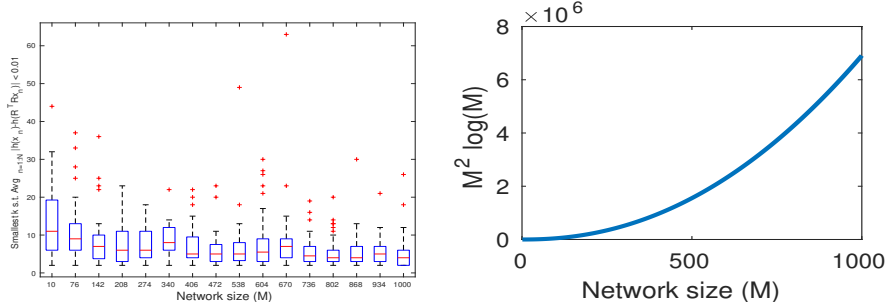 Smallest k s.t. Avg n=1:N |h(x_n)-h(R^T Rx_n)| < 0.01
60
50
40
30
20
10
0
10 76 142 208 274 340 406 472 538 604 670 736 802 868 934 1000
Network size (M)
× 10^6
M^2 log(M)
8
6
4
2
0
0 500 1000
Network size (M)